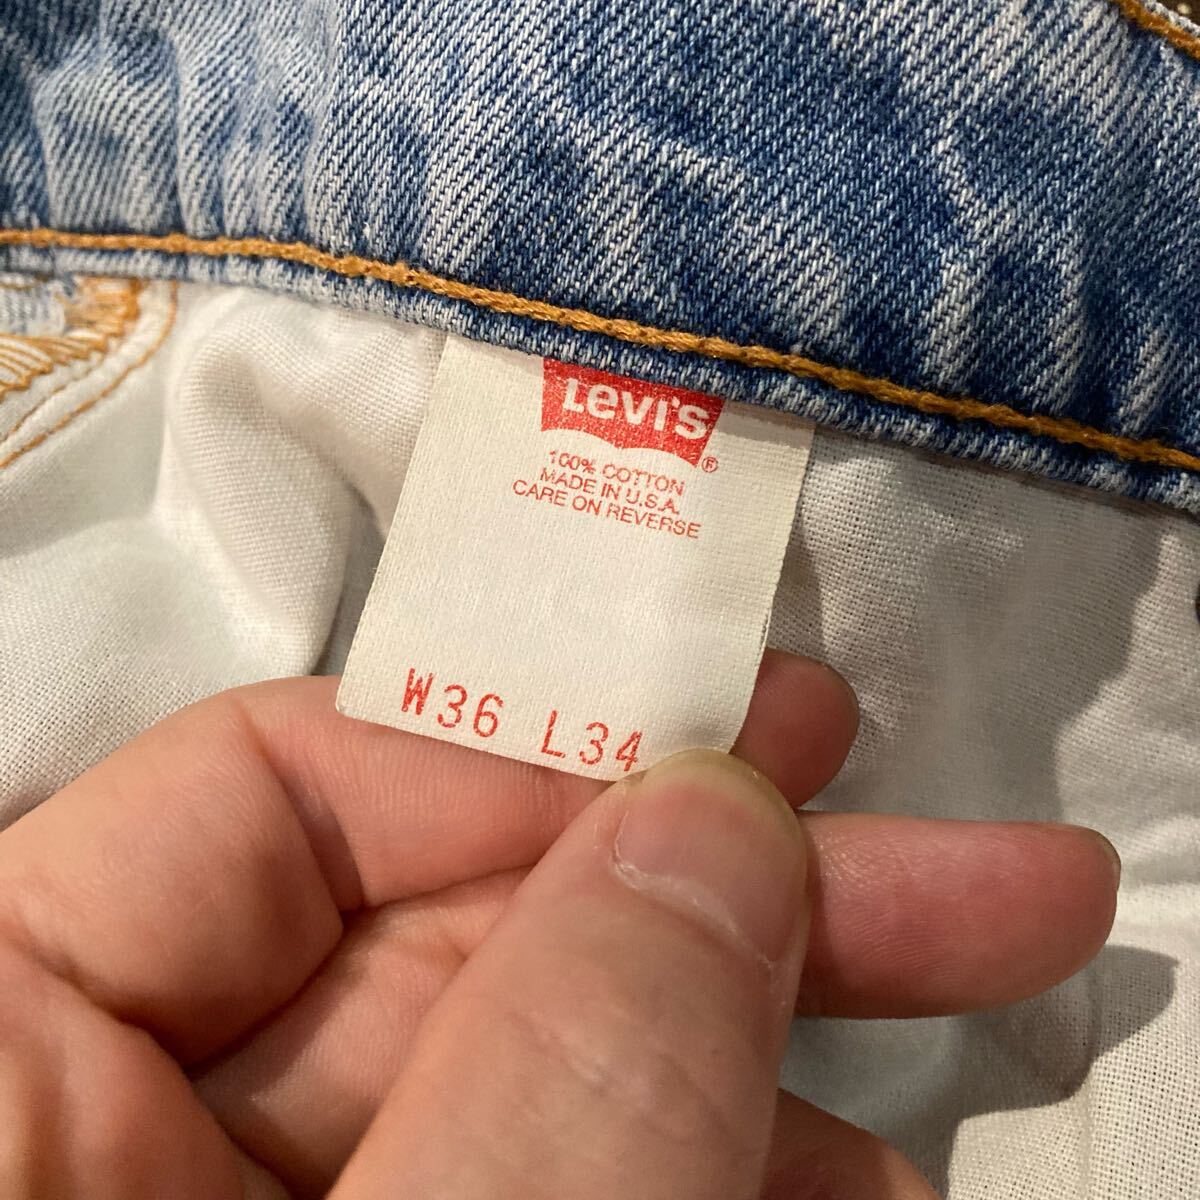 Levi's ®
100% COTTON
MADE IN U.S.A.
CARE ON REVERSE
W36 L34